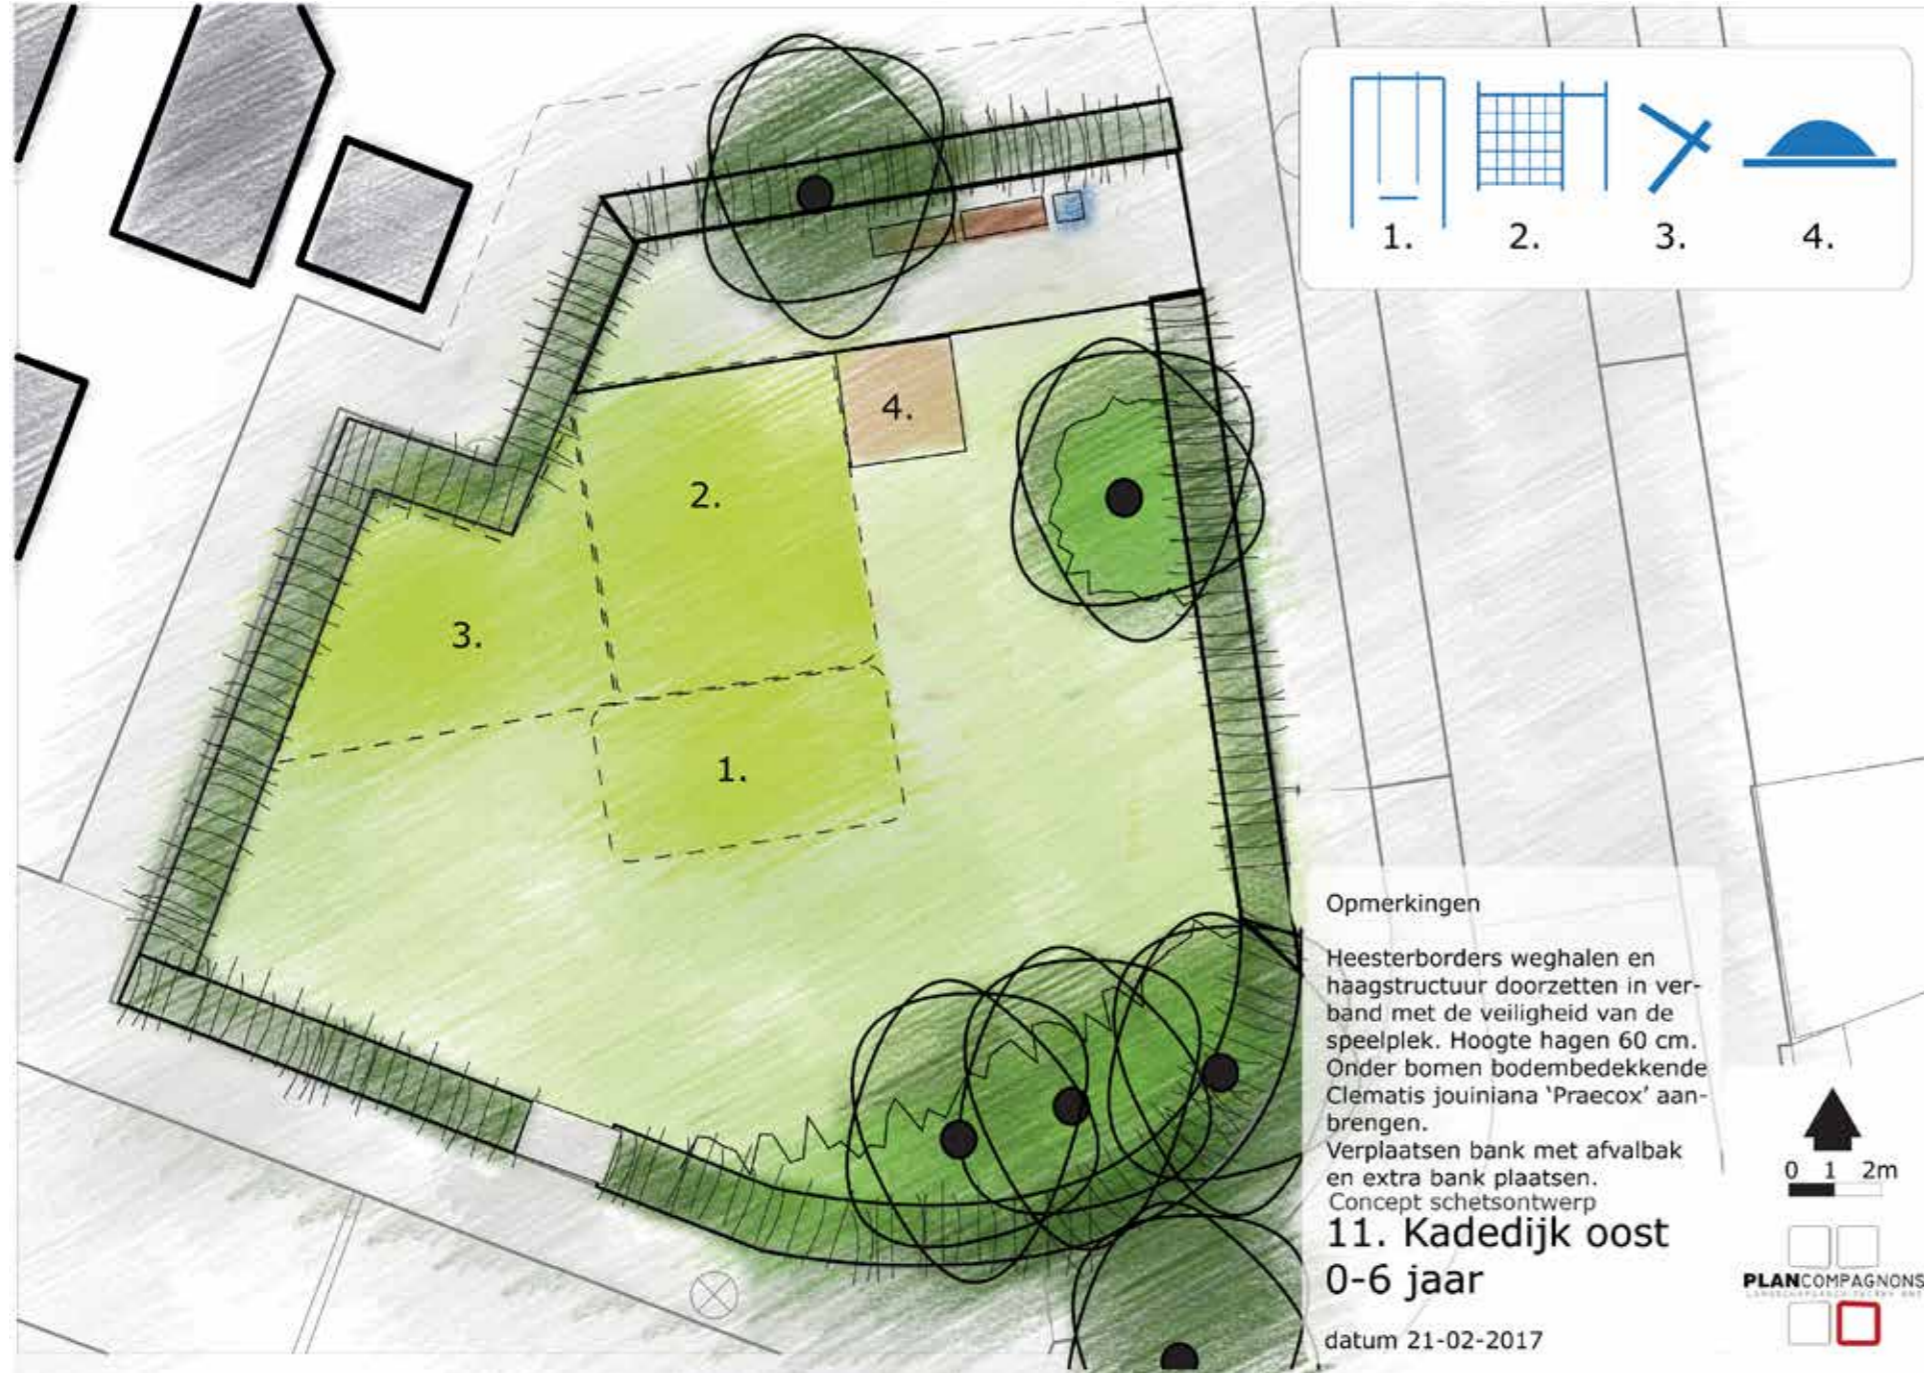 1.
2.
3.
4.
4.
2.
3.
1.
Opmerkingen
Heesterborders weghalen en
haagstructuur doorzetten in ver-
band met de veiligheid van de
speelplek. Hoogte hagen 60 cm.
Onder bomen bodembedekkende
Clematis jouiniana ‘Praecox’ aan-
brengen.
Verplaatsen bank met afvalbak
en extra bank plaatsen.
Concept schetsontwerp
11. Kadedijk oost
0-6 jaar
datum 21-02-2017
0 1 2m
PLANCOMPAGNONS